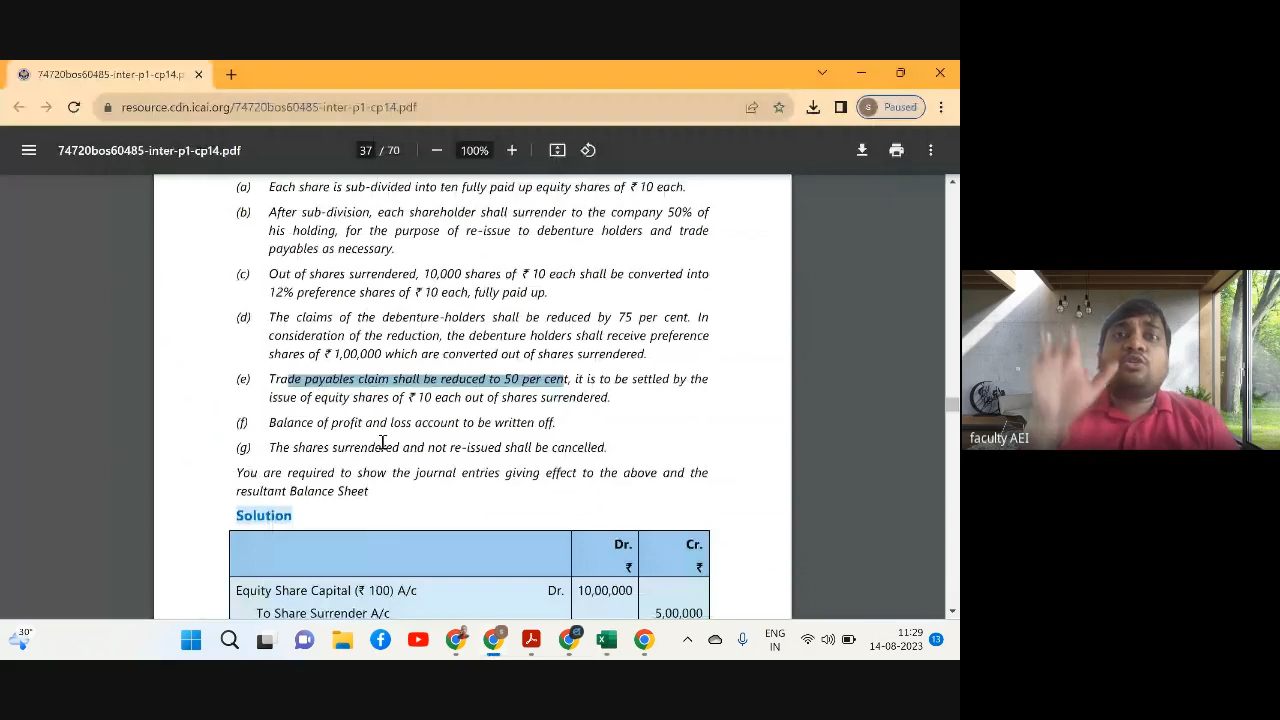 74720bos60485-inter-p1-cp14.p
resource.cdn.icai.org/74720bos60485-inter-p1-cp14.pdf
S
Paused
74720bos60485-inter-p1-cp14.pdf
37 / 70
100%
(a) Each share is sub-divided into ten fully paid up equity shares of ₹ 10 each.
(b) After sub-division, each shareholder shall surrender to the company 50% of
his holding, for the purpose of re-issue to debenture holders and trade
payables as necessary.
(c) Out of shares surrendered, 10,000 shares of ₹ 10 each shall be converted into
12% preference shares of ₹ 10 each, fully paid up.
(d) The claims of the debenture-holders shall be reduced by 75 per cent. In
consideration of the reduction, the debenture holders shall receive preference
shares of ₹ 1,00,000 which are converted out of shares surrendered.
(e) Trade payables claim shall be reduced to 50 per cent, it is to be settled by the
issue of equity shares of ₹ 10 each out of shares surrendered.
(f) Balance of profit and loss account to be written off.
(g) The shares surrendered and not re-issued shall be cancelled.
You are required to show the journal entries giving effect to the above and the
resultant Balance Sheet
Solution
Dr. Cr.
₹ ₹
Equity Share Capital (₹ 100) A/c Dr. 10,00,000
To Share Surrender A/c 5,00,000
faculty AEI
30°
ENG
IN
11:29
14-08-2023
13